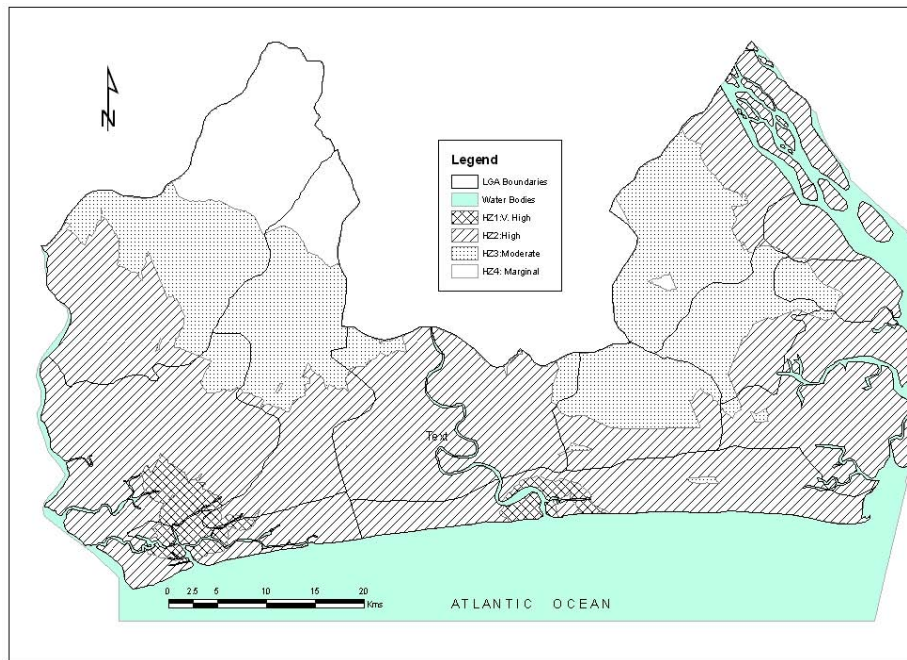 N
Legend
LGA Boundaries
Water Bodies
HZ1:V. High
HZ2:High
HZ3:Moderate
HZ4: Marginal
Text
0 2.5 5 10 15 20
Kms
ATLANTIC OCEAN